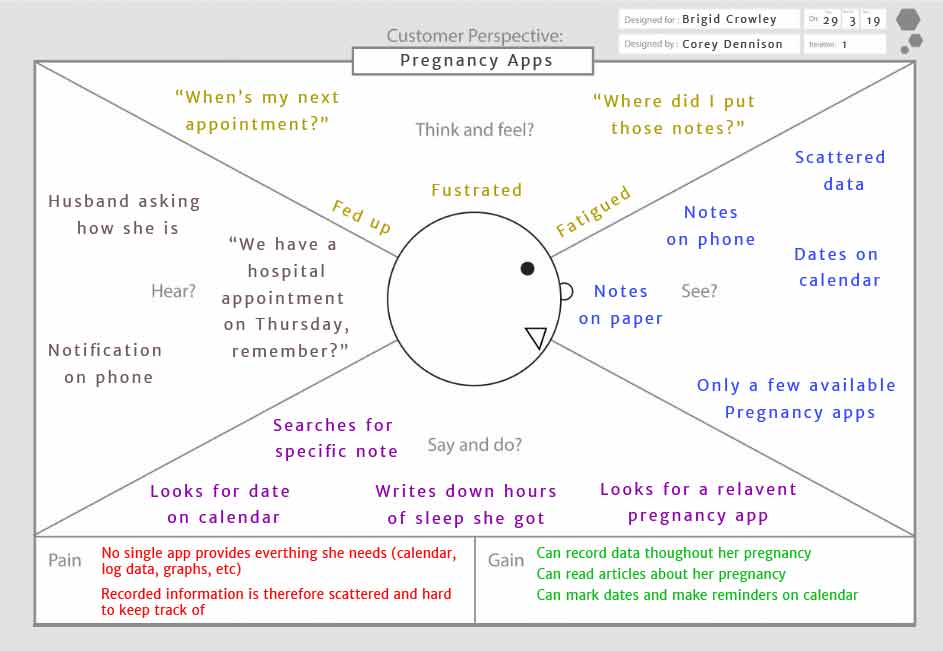 Designed for : Brigid Crowley
On: 29 3 19
Designed by : Corey Dennison
Iteration: 1
Customer Perspective:
Pregnancy Apps
“When’s my next
appointment?”
Think and feel?
“Where did I put
those notes?”
Fed up
Fustrated
Fatigued
Husband asking
how she is
“We have a
hospital
appointment
on Thursday,
remember?”
Hear?
Notification
on phone
Scattered
data
Notes
on phone
Dates on
calendar
Notes
on paper
See?
Only a few available
Pregnancy apps
Searches for
specific note
Say and do?
Looks for date
on calendar
Writes down hours
of sleep she got
Looks for a relavent
pregnancy app
Pain
No single app provides everthing she needs (calendar,
log data, graphs, etc)
Recorded information is therefore scattered and hard
to keep track of
Gain
Can record data thoughout her pregnancy
Can read articles about her pregnancy
Can mark dates and make reminders on calendar